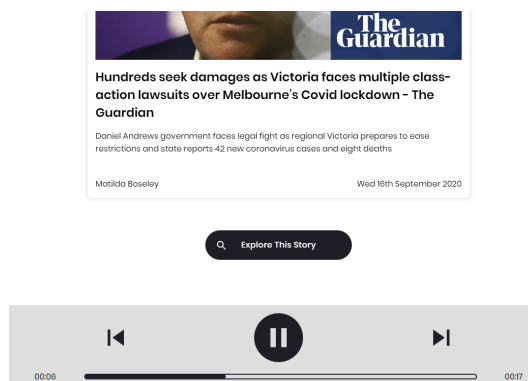 The
Guardian
Hundreds seek damages as Victoria faces multiple class-
action lawsuits over Melbourne's Covid lockdown - The
Guardian
Daniel Andrews government faces legal fight as regional Victoria prepares to ease
restrictions and state reports 42 new coronavirus cases and eight deaths
Matilda Boseley Wed 16th September 2020
Explore This Story
00:06 00:17